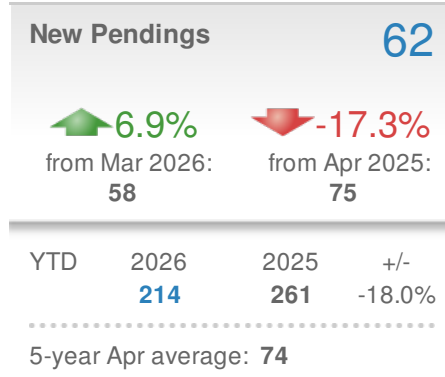 New Pendings 62
6.9% -17.3%
from Mar 2026: from Apr 2025:
58 75
YTD 2026 2025 +/-
214 261 -18.0%
5-year Apr average: 74